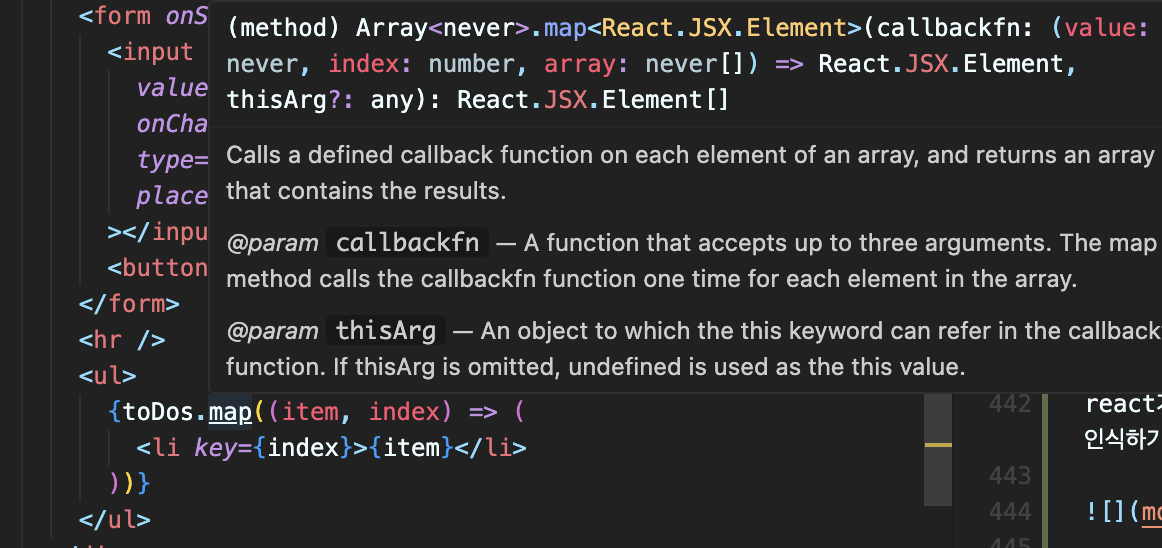 <form onS
(method) Array<never>.map<React.JSX.Element>(callbackfn: (value:
<input
never, index: number, array: never[]) => React.JSX.Element,
value
thisArg?: any): React.JSX.Element[]
onCha
type=
Calls a defined callback function on each element of an array, and returns an array
place
that contains the results.
></inpu
@param callbackfn — A function that accepts up to three arguments. The map
<button
method calls the callbackfn function one time for each element in the array.
</form>
<hr />
@param thisArg — An object to which the this keyword can refer in the callback
<ul>
function. If thisArg is omitted, undefined is used as the this value.
{toDos.map((item, index) => (
<li key={index}>{item}</li>
))}
</ul>
442 react
인식하기
443
444 ![](mo
445